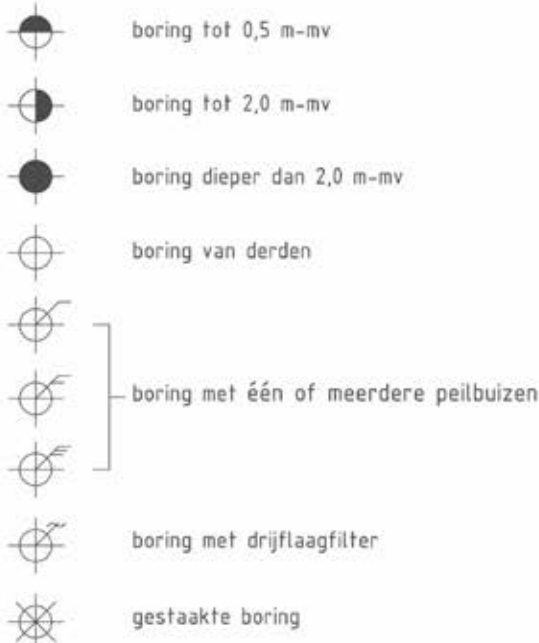 boring tot 0,5 m-mv
boring tot 2,0 m-mv
boring dieper dan 2,0 m-mv
boring van derden
boring met één of meerdere peilbuizen
boring met drijflaagfilter
gestaakte boring